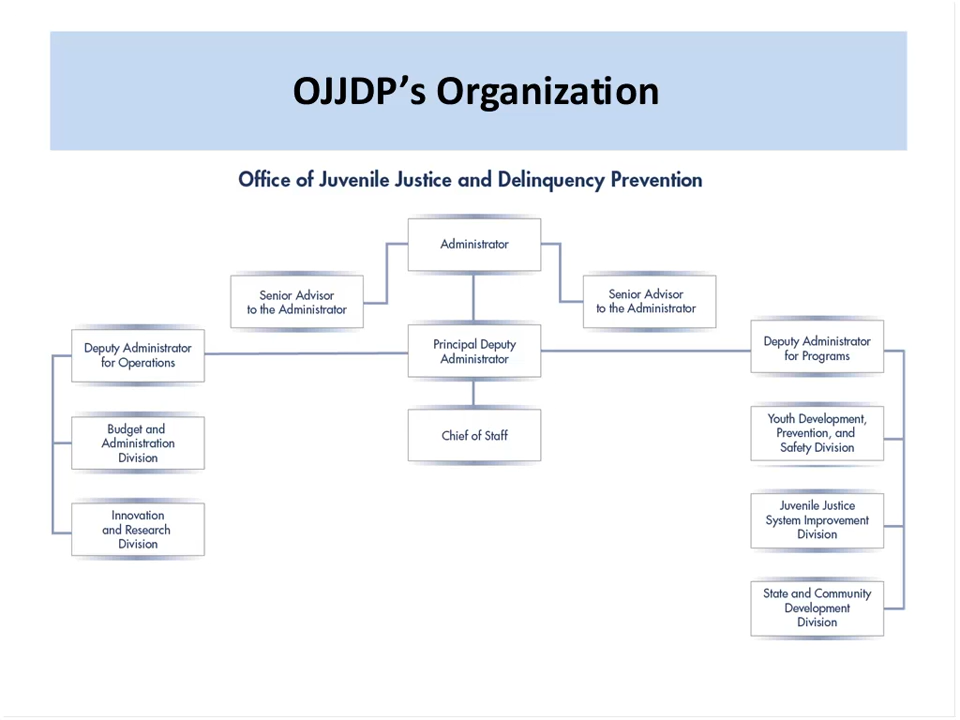 OJJDP’s Organization
Office of Juvenile Justice and Delinquency Prevention
Administrator
Senior Advisor
to the Administrator
Senior Advisor
to the Administrator
Deputy Administrator
for Operations
Principal Deputy
Administrator
Deputy Administrator
for Programs
Budget and
Administration
Division
Chief of Staff
Youth Development,
Prevention, and
Safety Division
Innovation
and Research
Division
Juvenile Justice
System Improvement
Division
State and Community
Development
Division